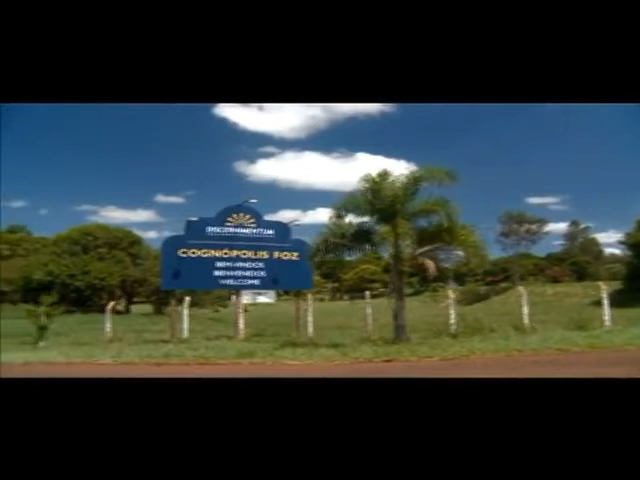 DISCERNIMENTUM
COGNÓPOLIS FOZ
BEM-VINDOS
BIENVENIDOS
WELCOME